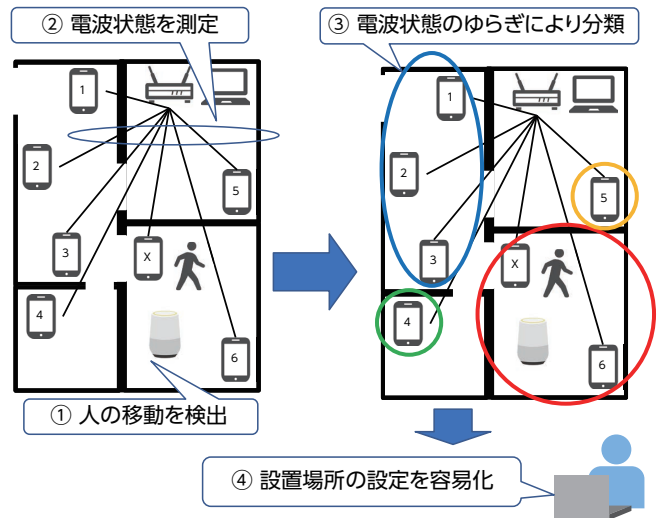 ② 電波状態を測定
③ 電波状態のゆらぎにより分類
1
2
5
3
X
4
6
1
2
5
3
X
4
6
① 人の移動を検出
④ 設置場所の設定を容易化